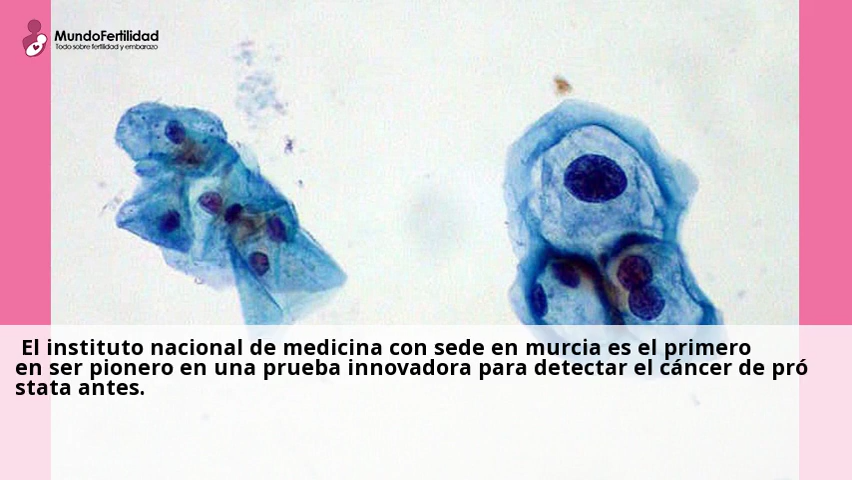 MundoFertilidad
Todo sobre fertilidad y embarazo
El instituto nacional de medicina con sede en murcia es el primero
en ser pionero en una prueba innovadora para detectar el cáncer de pró
stata antes.